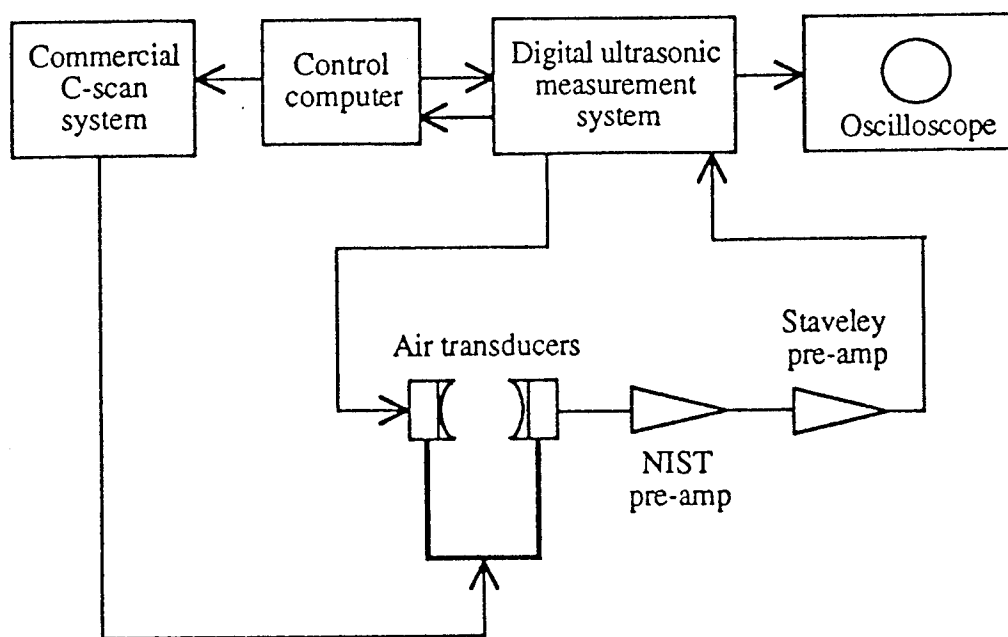 Commercial
C-scan
system
Control
computer
Digital ultrasonic
measurement
system
Oscilloscope
Air transducers
Staveley
pre-amp
NIST
pre-amp